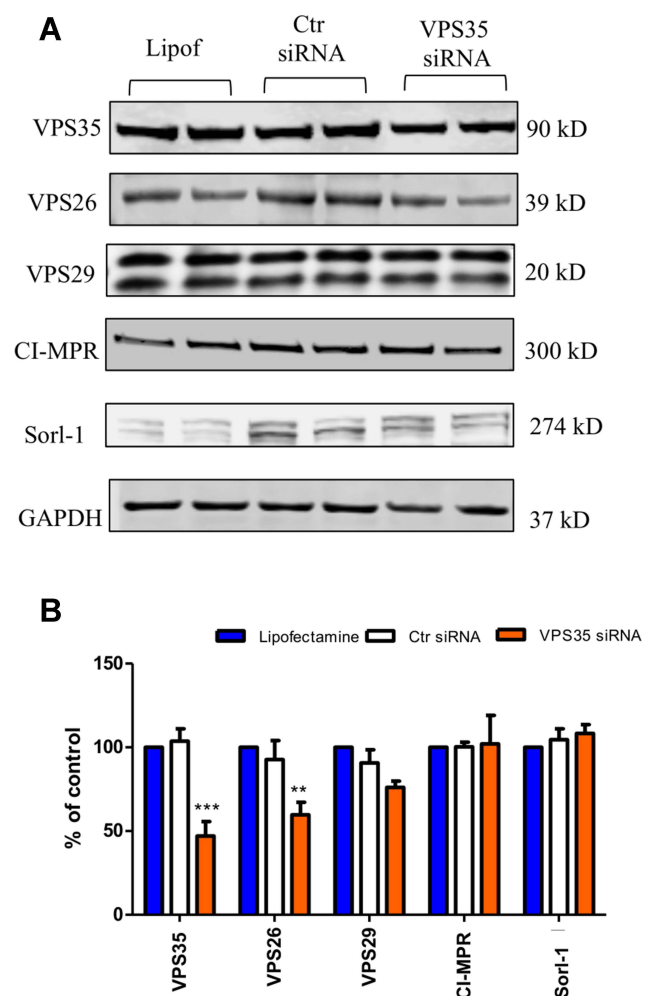 A
Lipof
Ctr
siRNA
VPS35
siRNA
VPS35
90 kD
VPS26
39 kD
VPS29
20 kD
CI-MPR
300 kD
Sorl-1
274 kD
GAPDH
37 kD
B
Lipofectamine Ctr siRNA VPS35 siRNA
% of control
150
100
50
0
***
**
VPS35
VPS26
VPS29
CI-MPR
Sorl-1